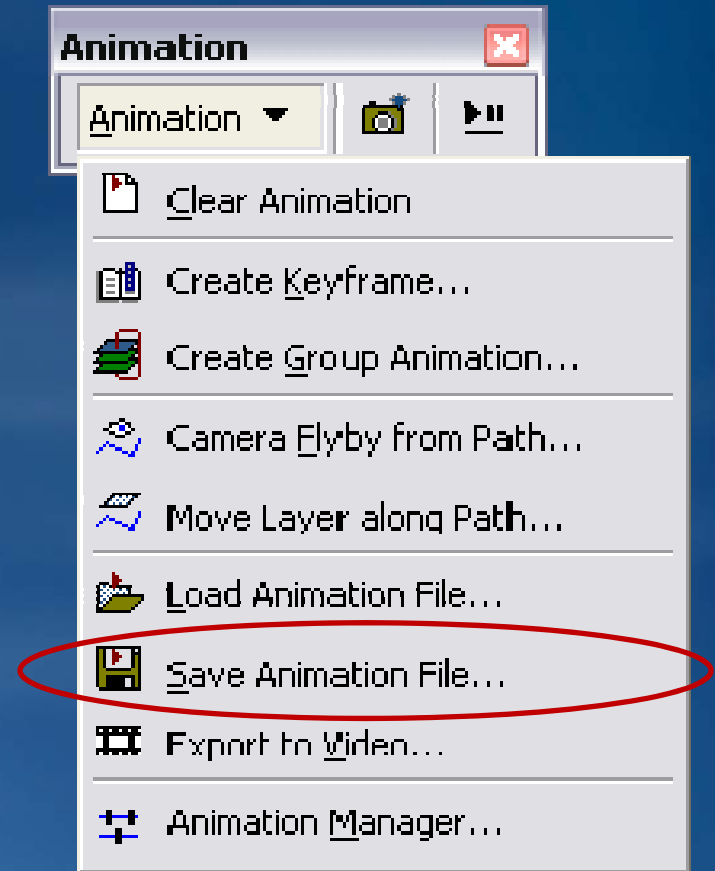 Animation
Animation
Clear Animation
Create Keyframe...
Create Group Animation...
Camera Flyby from Path...
Move Layer along Path...
Load Animation File...
Save Animation File...
Export to Video...
Animation Manager...